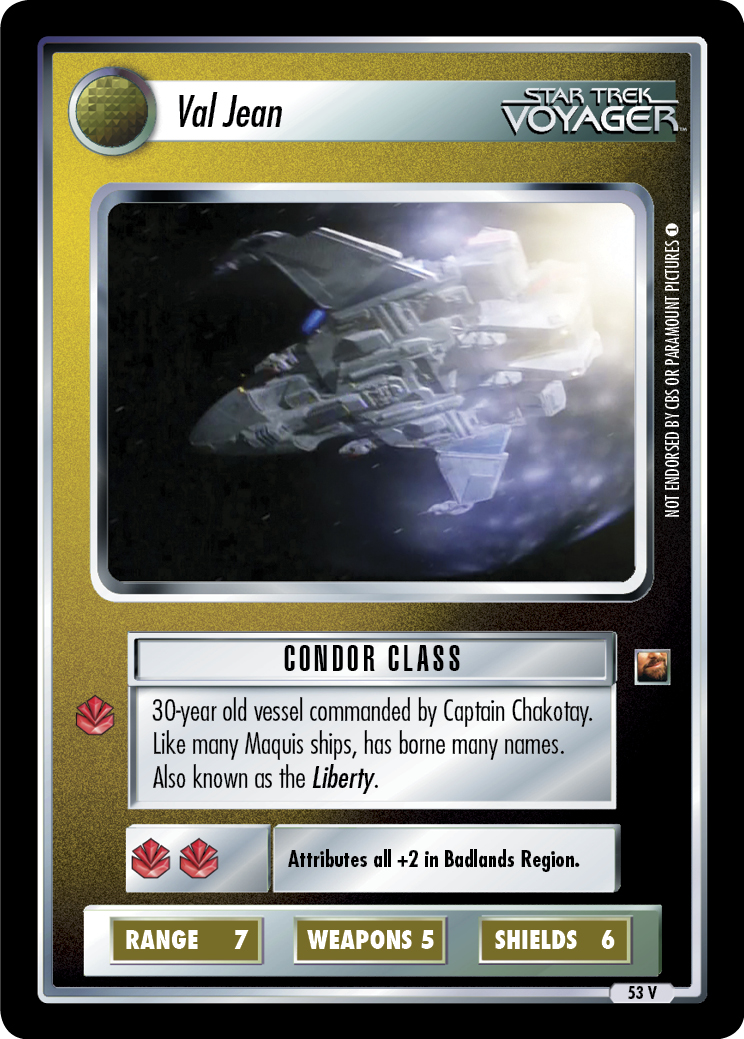 Val Jean
STAR TREK
VOYAGER™
NOT ENDORSED BY CBS OR PARAMOUNT PICTURES 1
CONDOR CLASS
30-year old vessel commanded by Captain Chakotay.
Like many Maquis ships, has borne many names.
Also known as the Liberty.
Attributes all +2 in Badlands Region.
RANGE 7 WEAPONS 5 SHIELDS 6
53 V